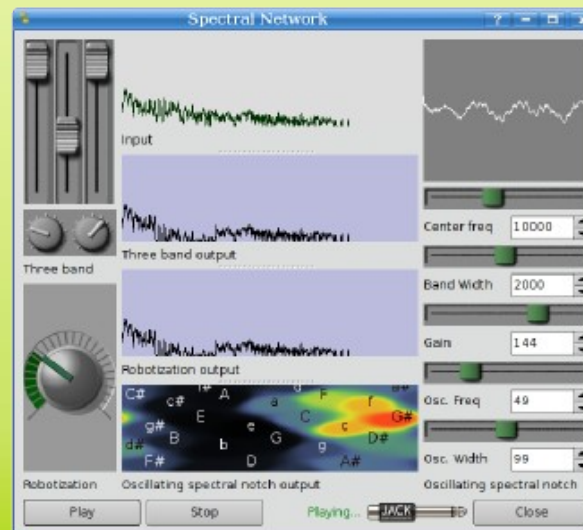 Spectral Network
?
Input
Three band
Three band output
Robotization output
Center freq
10000
Band Width
2000
Gain
144
Osc. Freq
49
Osc. Width
99
C#
c#
A
F
a
f
E
C
G#
g#
e
c
D#
d#
B
b
G
g
F#
D
A#
Robotization
Oscillating spectral notch output
Oscillating spectral notch
Play
Stop
Playing...
JACK
Close